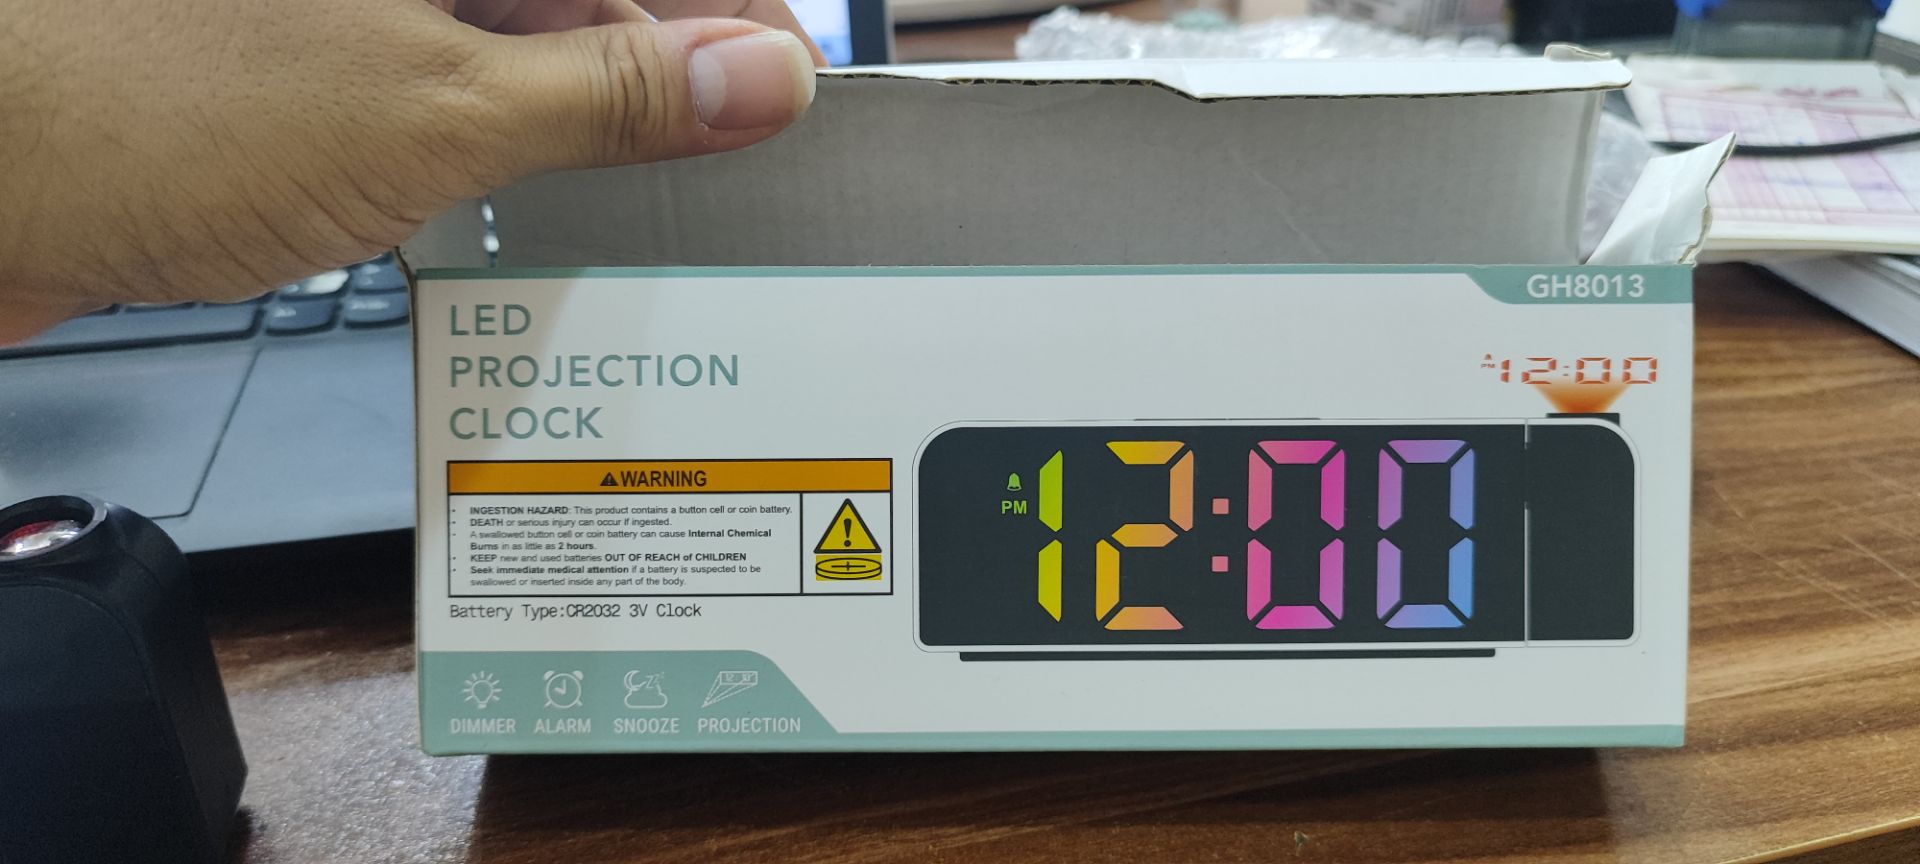 GH8013
LED
PROJECTION
CLOCK
PM 12:00
WARNING
INGESTION HAZARD: This product contains a button cell or coin battery.
DEATH or serious injury can occur if ingested.
A swallowed button cell or coin battery can cause Internal Chemical
Burns in as little as 2 hours.
KEEP new and used batteries OUT OF REACH of CHILDREN
Seek immediate medical attention if a battery is suspected to be
swallowed or inserted inside any part of the body.
Battery Type:CR2032 3V Clock
PM 12:00
DIMMER ALARM SNOOZE PROJECTION